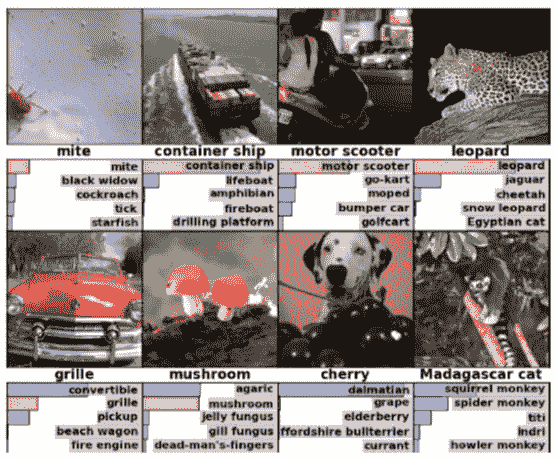 mite
container ship
motor scooter
leopard
mite
black widow
cockroach
tick
starfish
container ship
lifeboat
amphibian
fireboat
drilling platform
motor scooter
go-kart
moped
bumper car
golfcart
leopard
jaguar
cheetah
snow leopard
Egyptian cat
grille
mushroom
cherry
Madagascar cat
convertible
grille
pickup
beach wagon
fire engine
agaric
mushroom
jelly fungus
gill fungus
dead-man's-fingers
dalmatian
grape
elderberry
ffordshire bullterrier
currant
squirrel monkey
spider monkey
titi
indri
howler monkey